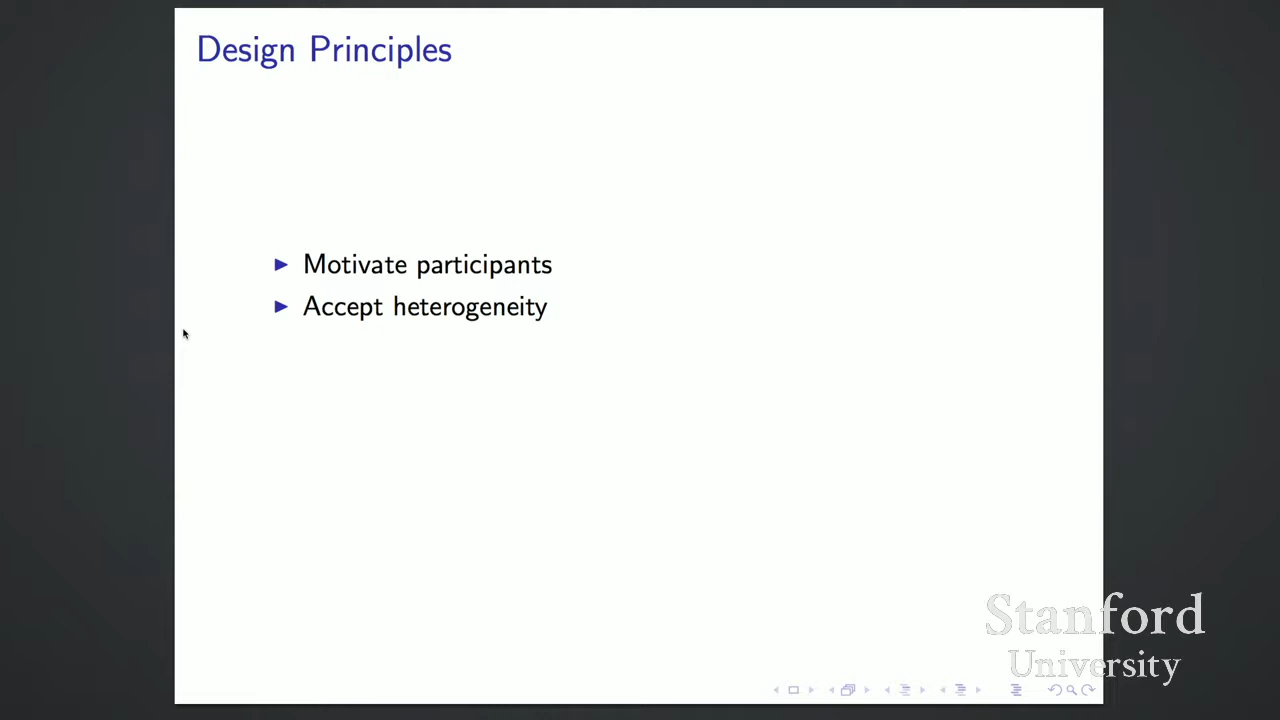 Design Principles
Motivate participants
Accept heterogeneity
Stanford
University